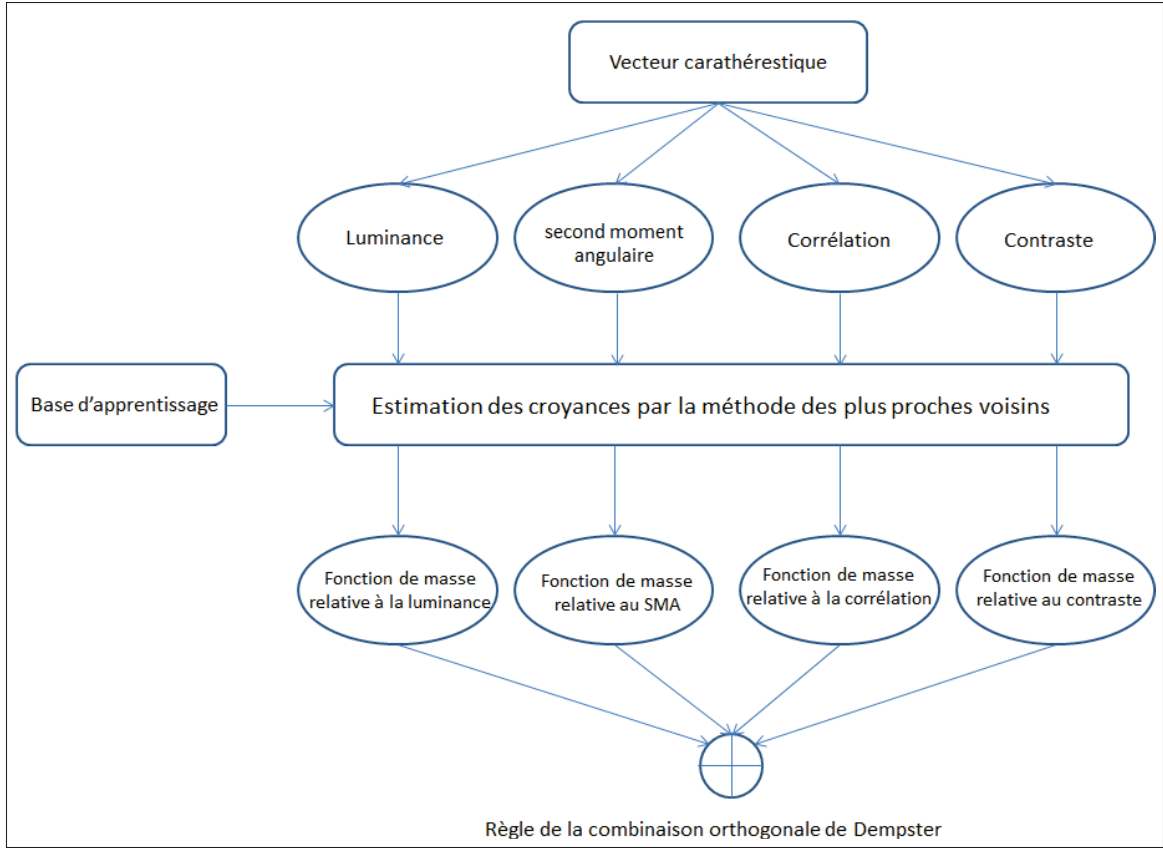 Vecteur carathérestique
Luminance
second moment
angulaire
Corrélation
Contraste
Base d'apprentissage
Estimation des croyances par la méthode des plus proches voisins
Fonction de masse
relative à la luminance
Fonction de masse
relative au SMA
Fonction de masse
relative à la corrélation
Fonction de masse
relative au contraste
Règle de la combinaison orthogonale de Dempster